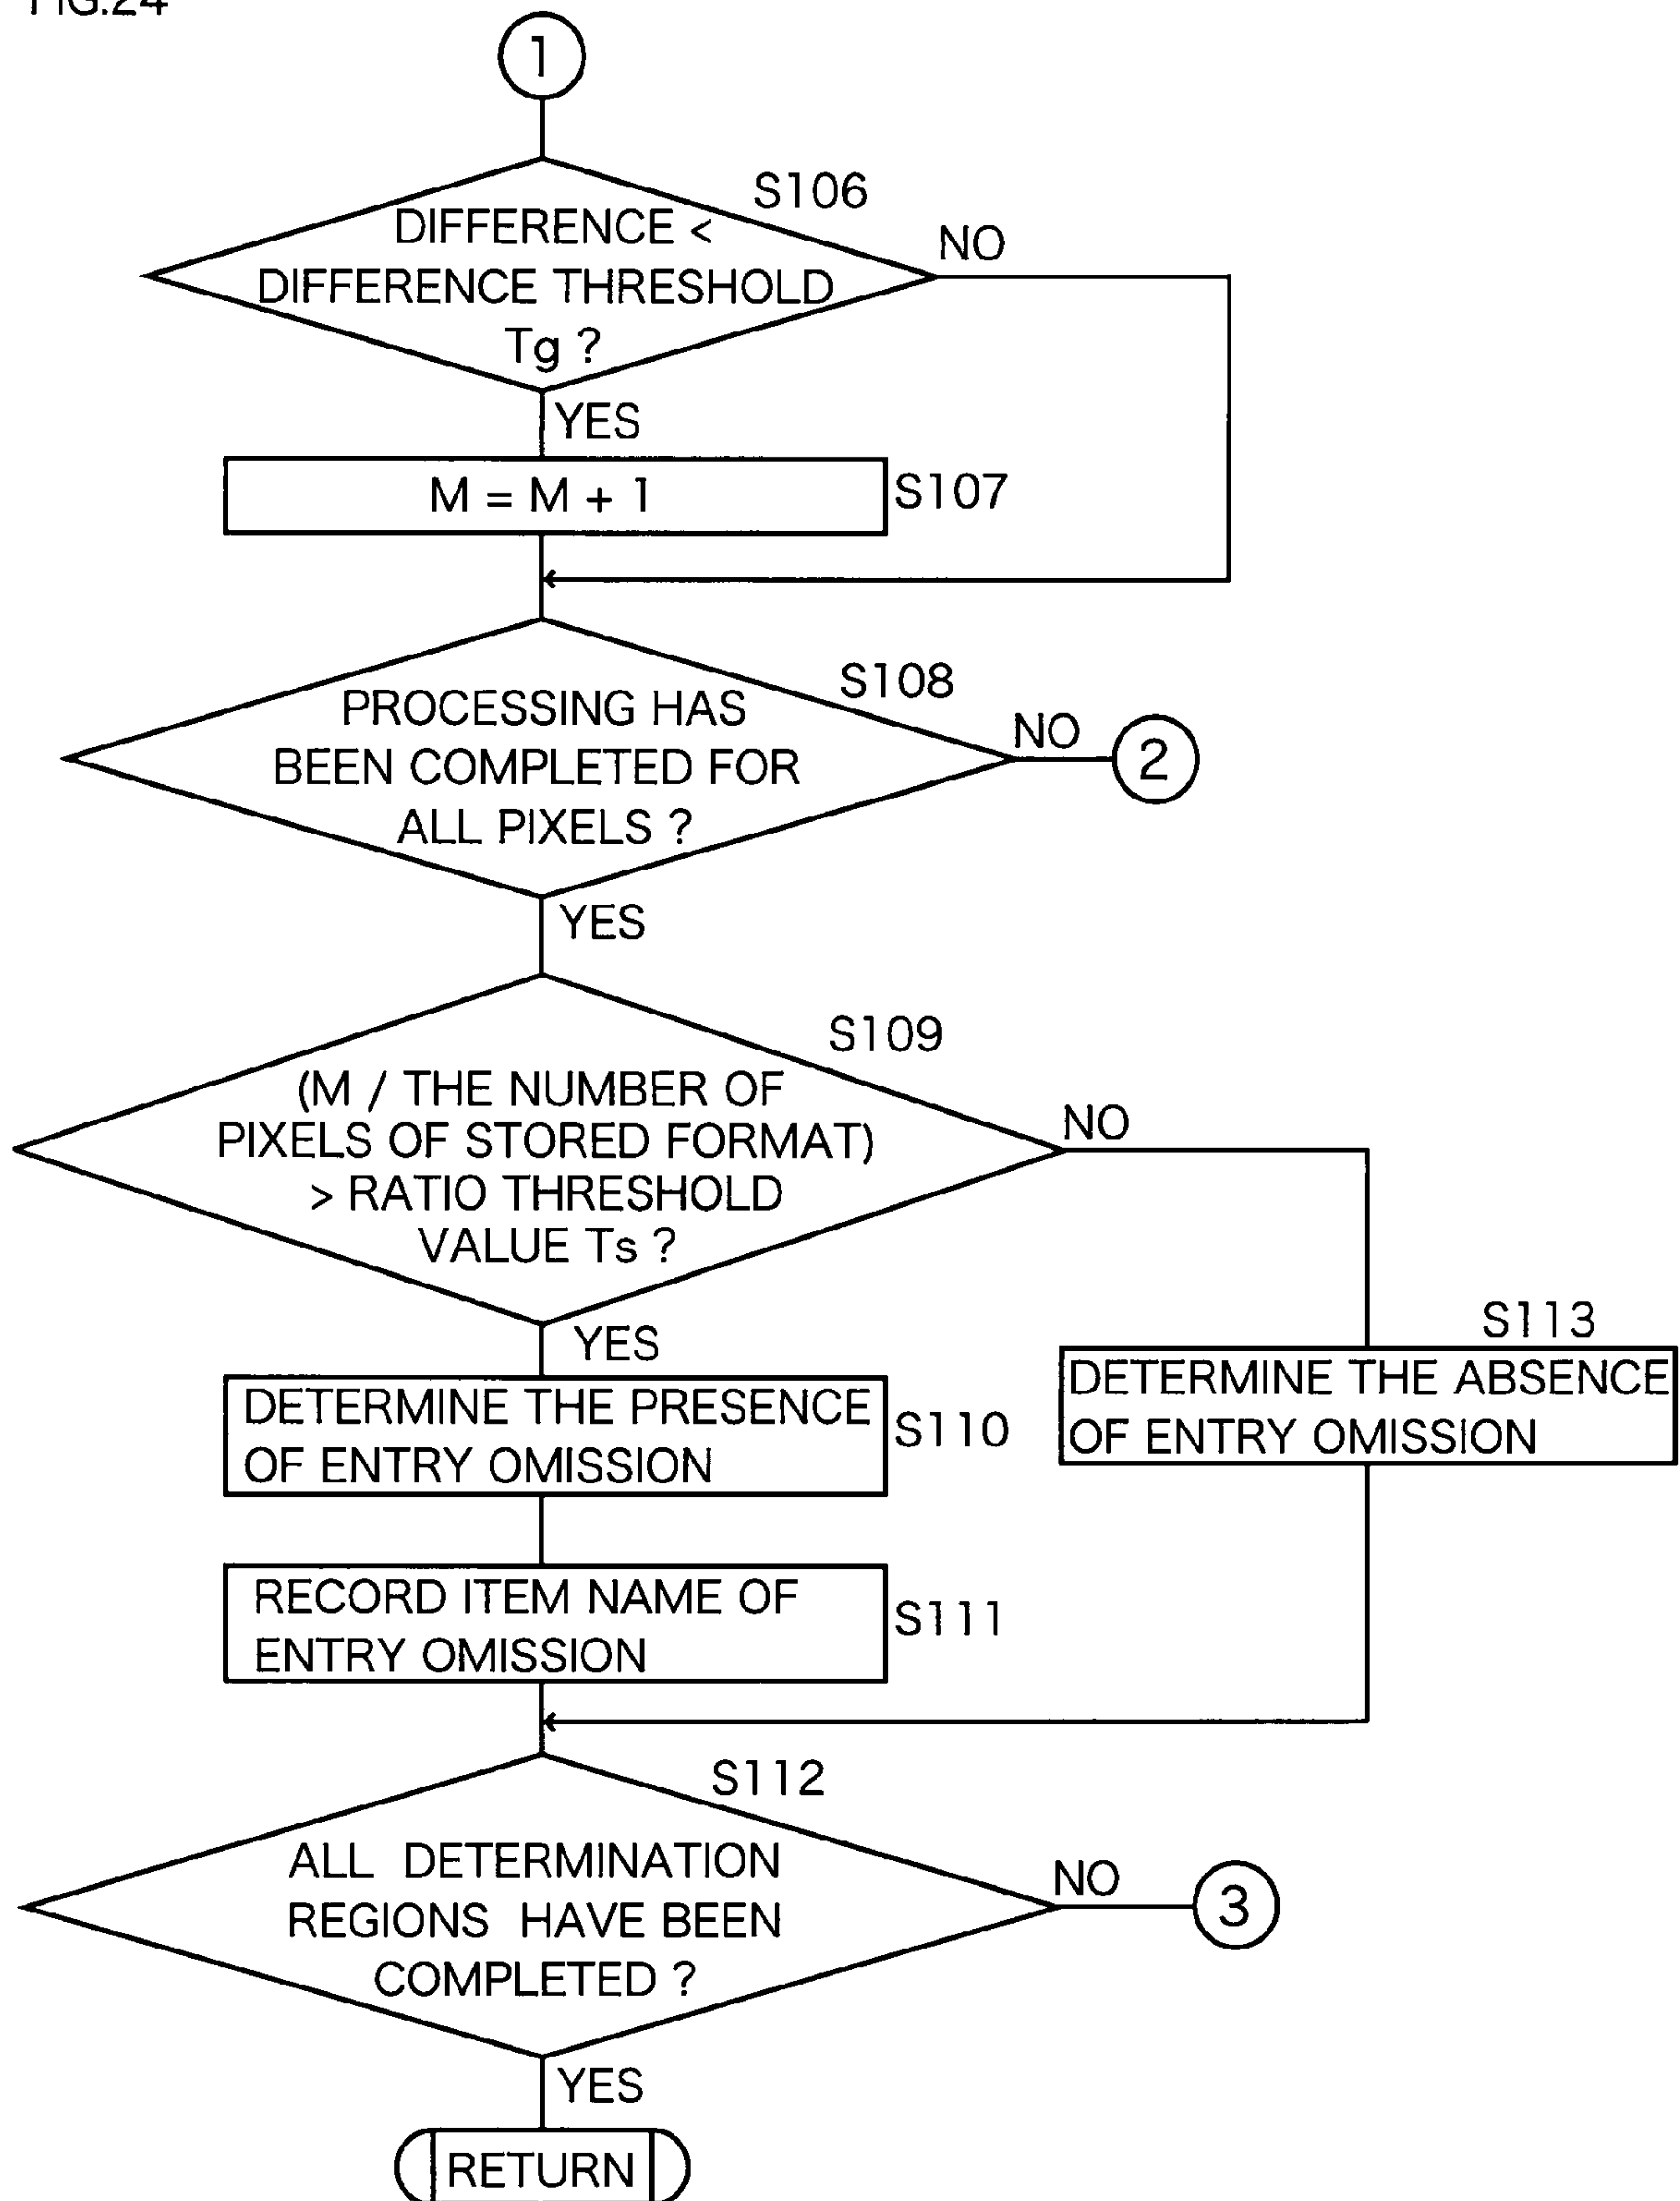 FIG.24
1
S106
DIFFERENCE <
DIFFERENCE THRESHOLD
Tg ?
NO
YES
M = M + 1
S107
S108
PROCESSING HAS
BEEN COMPLETED FOR
ALL PIXELS ?
NO
2
YES
S109
(M / THE NUMBER OF
PIXELS OF STORED FORMAT)
> RATIO THRESHOLD
VALUE Ts ?
NO
YES
S113
DETERMINE THE ABSENCE
OF ENTRY OMISSION
DETERMINE THE PRESENCE
OF ENTRY OMISSION
S110
RECORD ITEM NAME OF
ENTRY OMISSION
S111
S112
ALL DETERMINATION
REGIONS HAVE BEEN
COMPLETED ?
NO
3
YES
RETURN